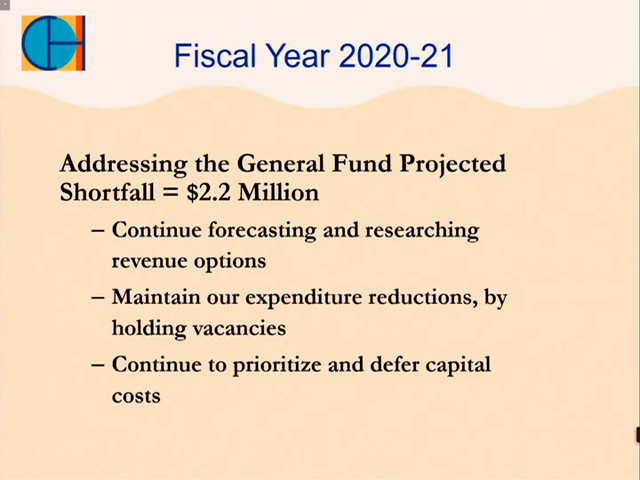 Fiscal Year 2020-21
Addressing the General Fund Projected
Shortfall = $2.2 Million
– Continue forecasting and researching
revenue options
– Maintain our expenditure reductions, by
holding vacancies
– Continue to prioritize and defer capital
costs